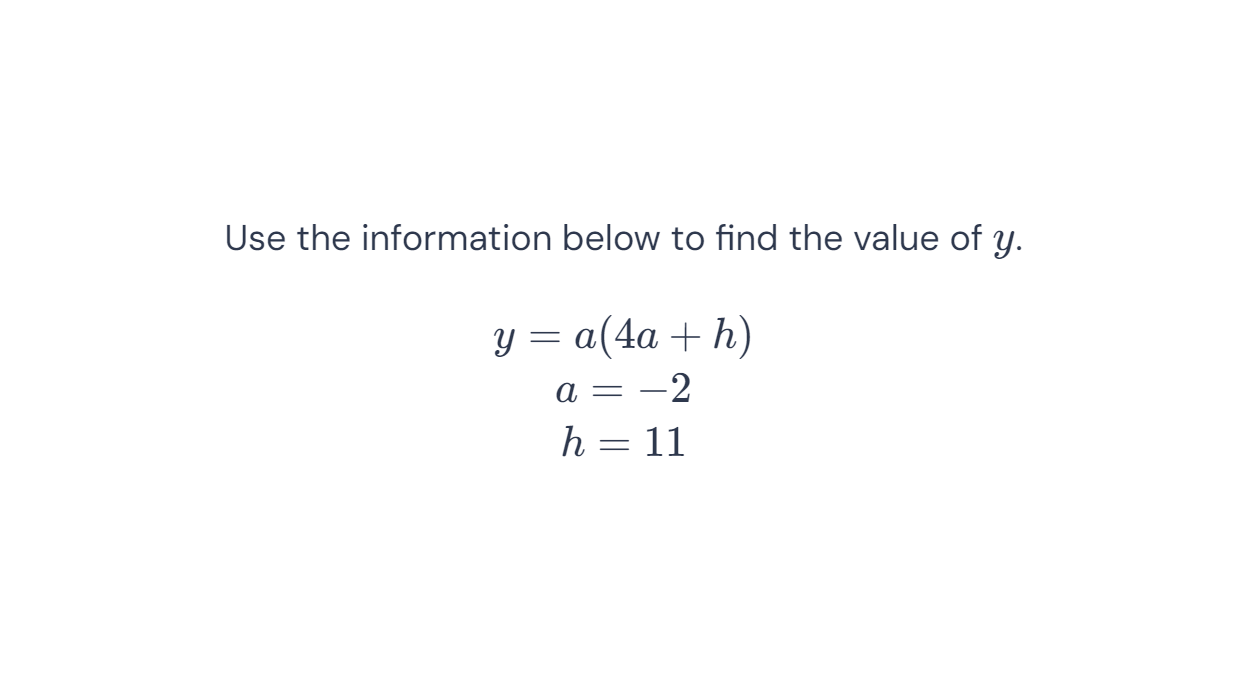 Use the information below to find the value of y.
y = a(4a + h)
a = −2
h = 11